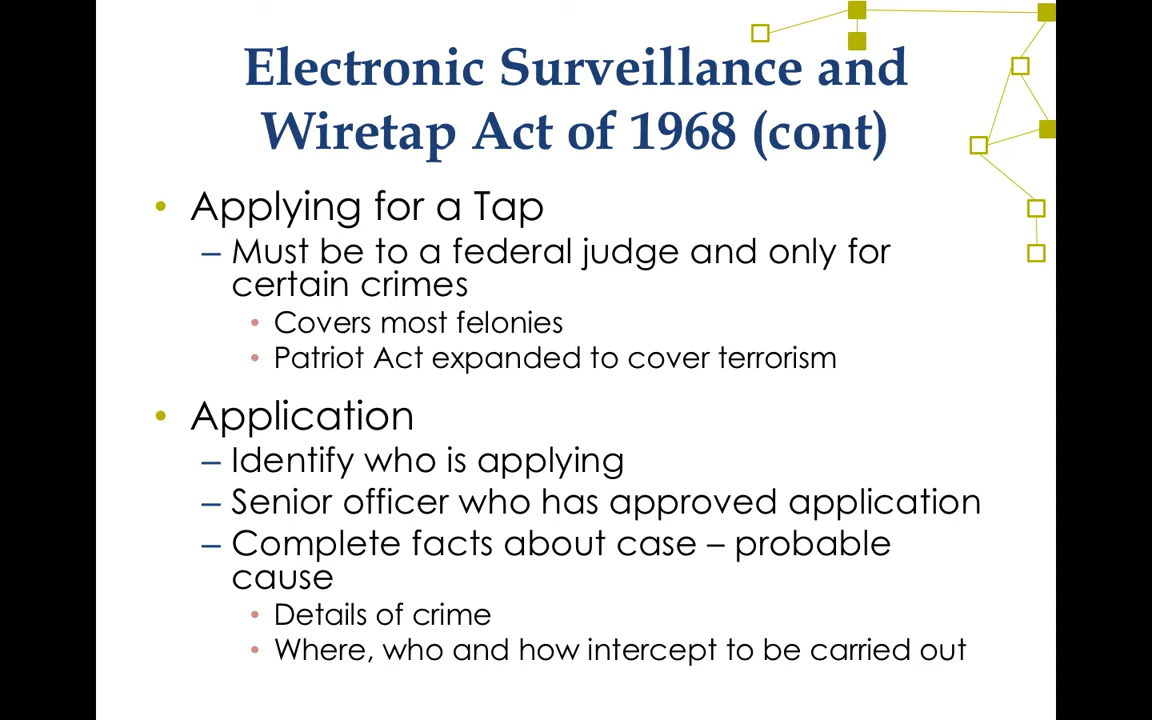 Electronic Surveillance and
Wiretap Act of 1968 (cont)
• Applying for a Tap
– Must be to a federal judge and only for
certain crimes
• Covers most felonies
• Patriot Act expanded to cover terrorism
• Application
– Identify who is applying
– Senior officer who has approved application
– Complete facts about case – probable
cause
• Details of crime
• Where, who and how intercept to be carried out